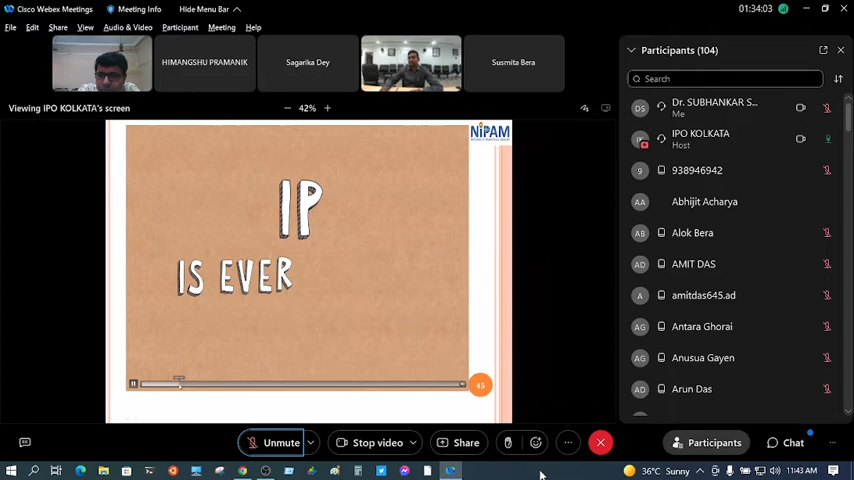 Cisco Webex Meetings
Meeting Info
Hide Menu Bar
01:34:03
File Edit Share View Audio & Video Participant Meeting Help
HIMANGSHU PRAMANIK
Sagarika Dey
Susmita Bera
Viewing IPO KOLKATA's screen
42%
NIPAM
IP
IS EVER
45
Participants (104)
Search
DS
Dr. SUBHANKAR S...
Me
IPO KOLKATA
Host
9
938946942
AA
Abhijit Acharya
AB
Alok Bera
AD
AMIT DAS
A
amitdas645.ad
AG
Antara Ghorai
AG
Anusua Gayen
AD
Arun Das
Unmute
Stop video
Share
Participants
Chat
36°C Sunny
11:43 AM